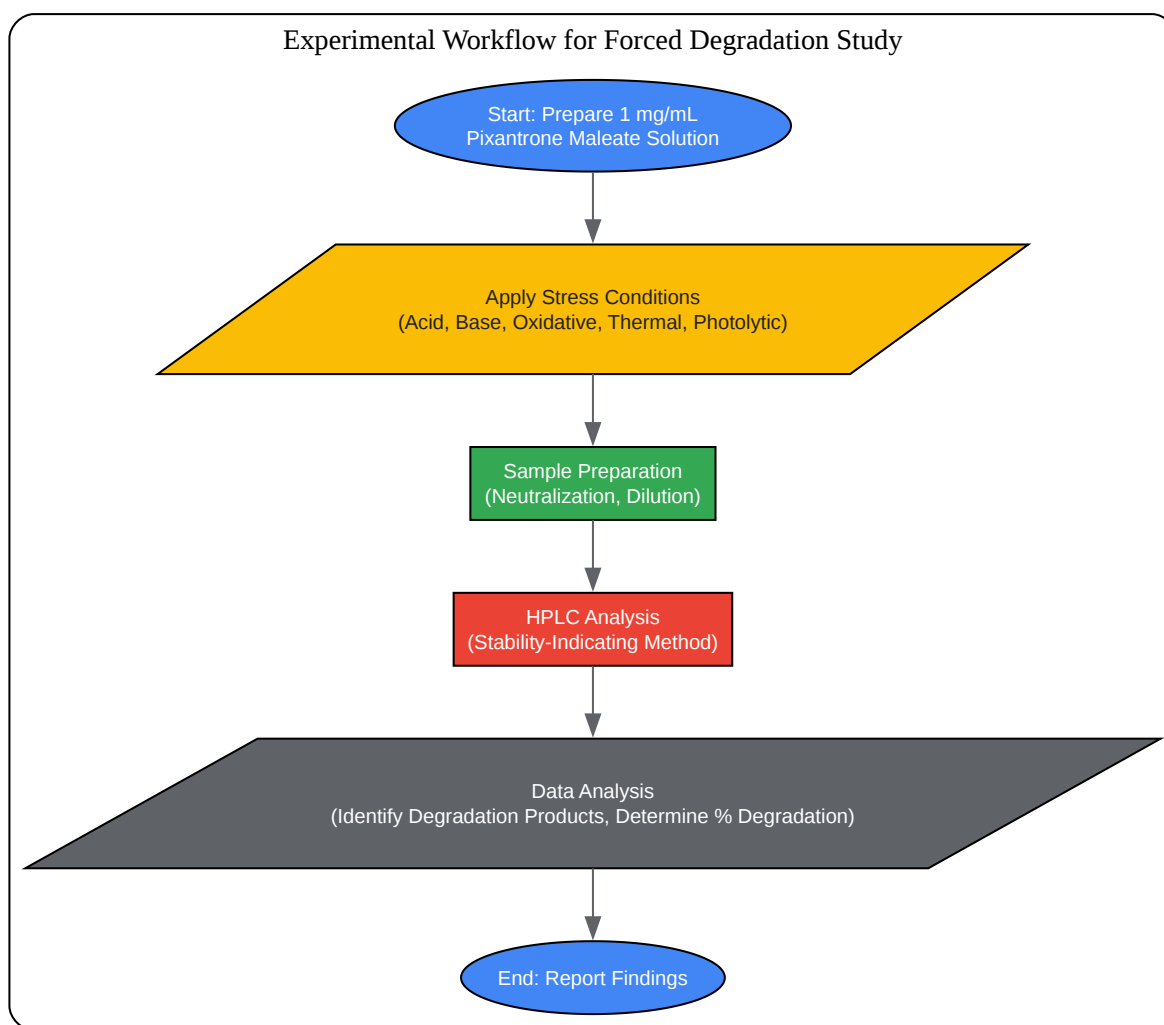 Experimental Workflow for Forced Degradation Study
Start: Prepare 1 mg/mL
Pixantrone Maleate Solution
Apply Stress Conditions
(Acid, Base, Oxidative, Thermal, Photolytic)
Sample Preparation
(Neutralization, Dilution)
HPLC Analysis
(Stability-Indicating Method)
Data Analysis
(Identify Degradation Products, Determine % Degradation)
End: Report Findings